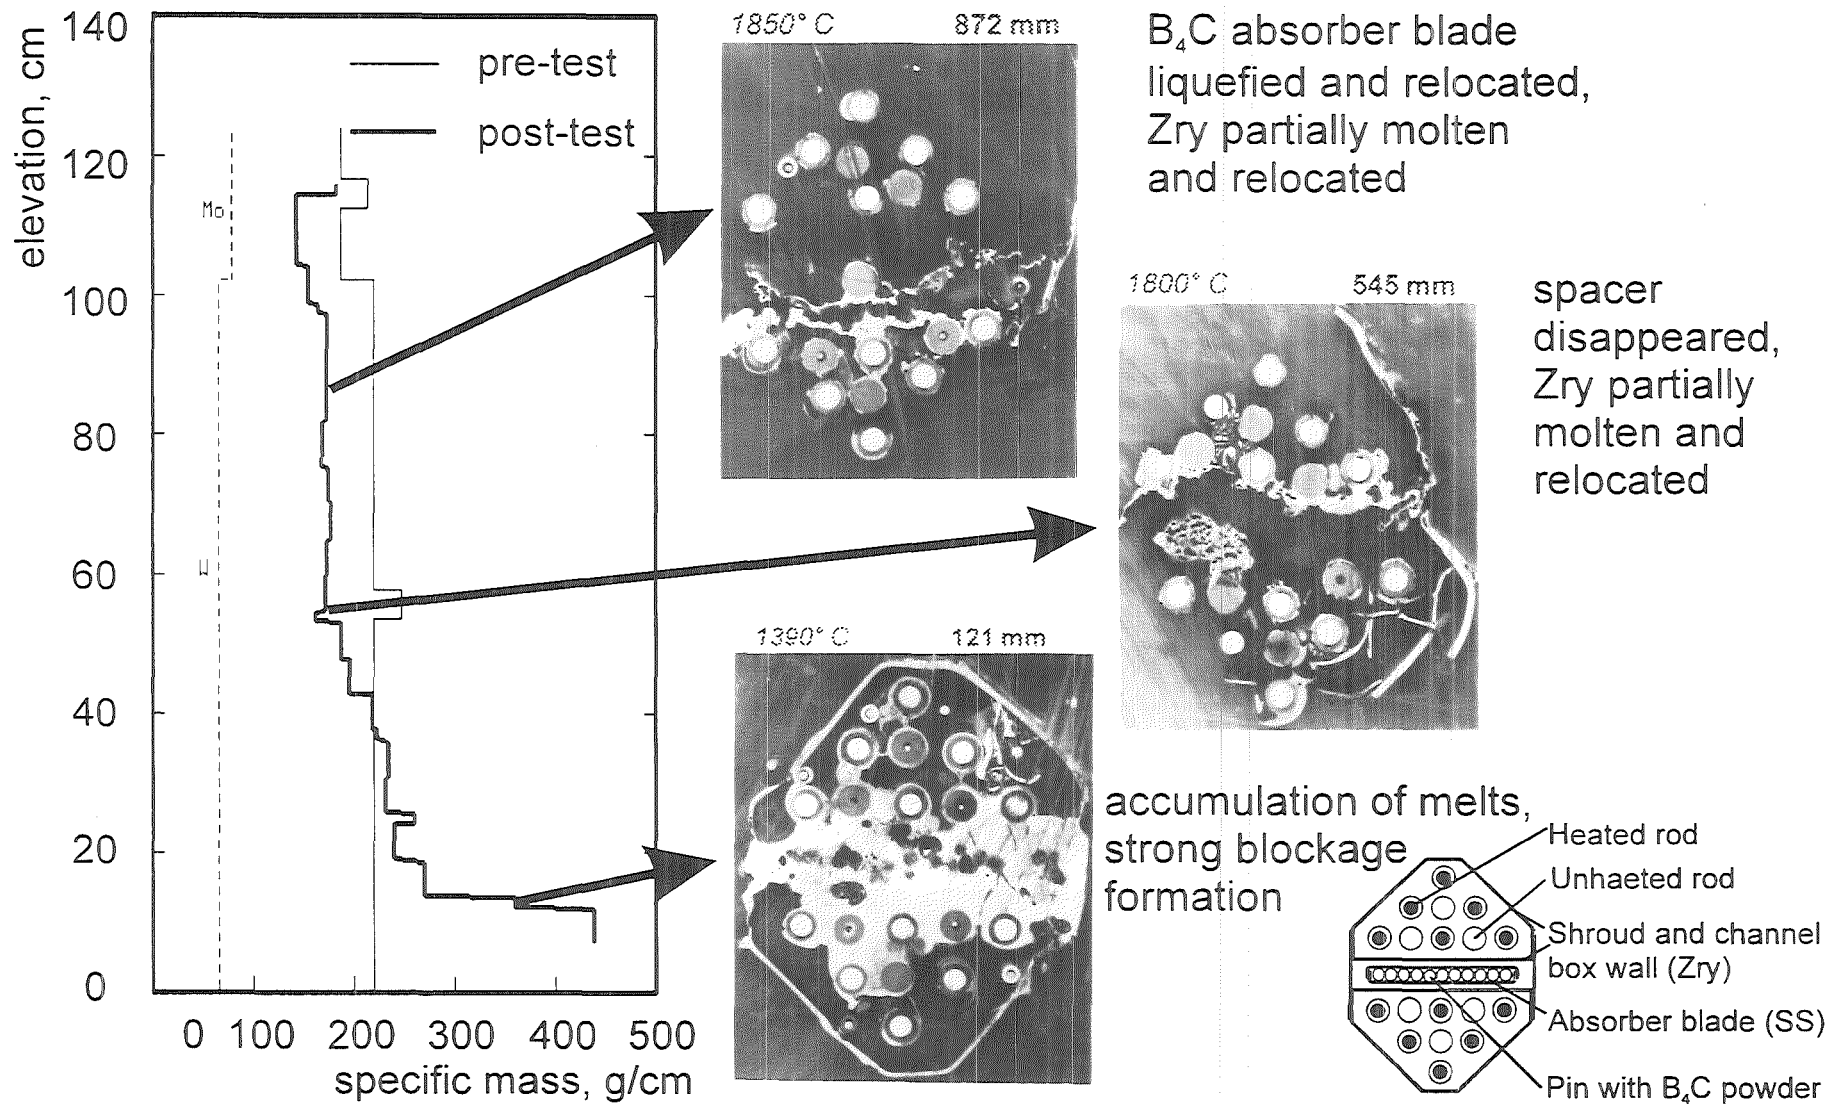 140
120
100
80
60
40
20
0
elevation, cm
0 100 200 300 400 500
specific mass, g/cm
pre-test
post-test
Mo
W
1850° C 872 mm
B₄C absorber blade
liquefied and relocated,
Zry partially molten
and relocated
1800° C 545 mm
spacer
disappeared,
Zry partially
molten and
relocated
1390° C 121 mm
accumulation of melts,
strong blockage
formation
Heated rod
Unhaeted rod
Shroud and channel
box wall (Zry)
Absorber blade (SS)
Pin with B₄C powder